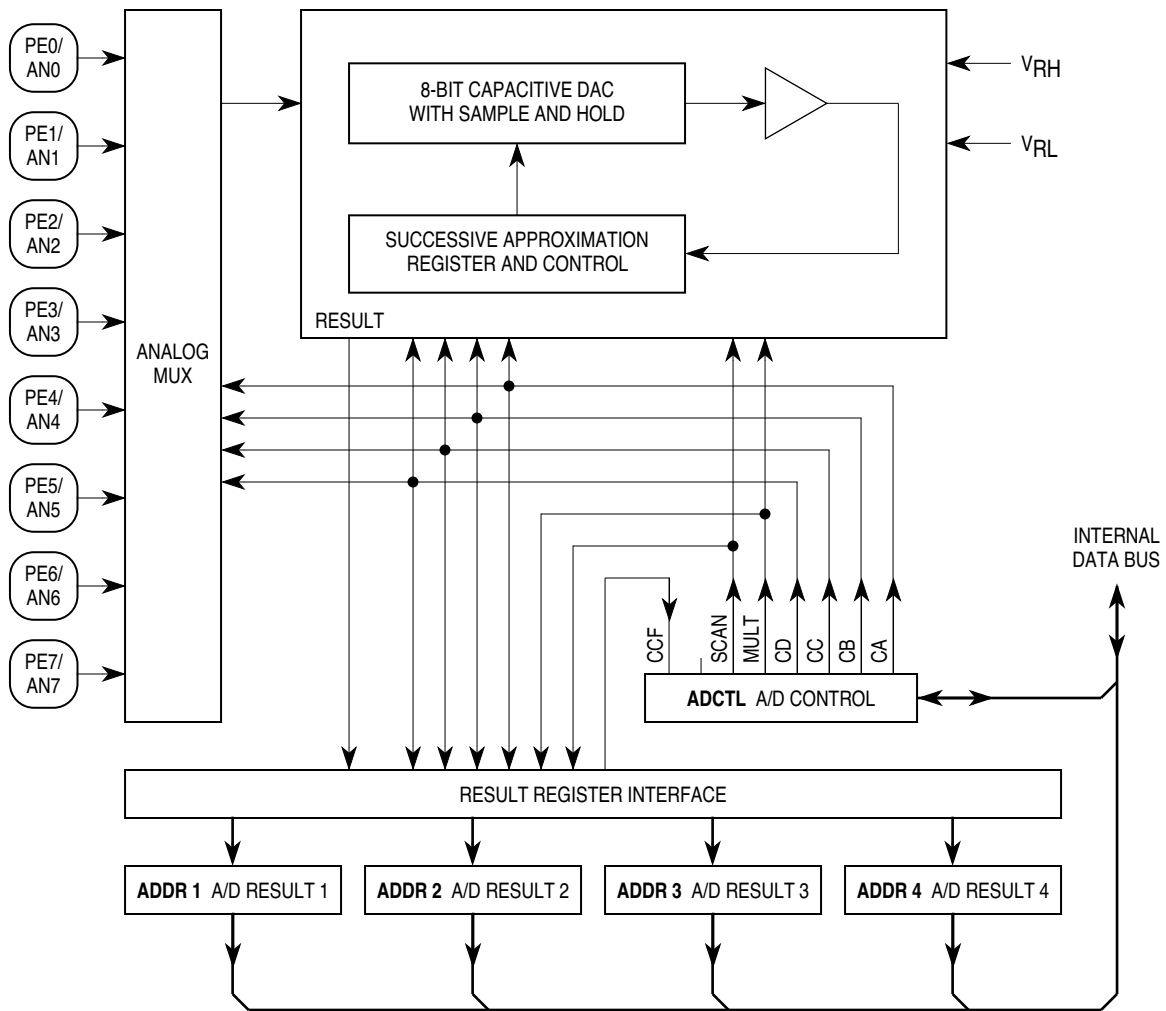 PE0/
AN0
PE1/
AN1
PE2/
AN2
PE3/
AN3
PE4/
AN4
PE5/
AN5
PE6/
AN6
PE7/
AN7
ANALOG
MUX
8-BIT CAPACITIVE DAC
WITH SAMPLE AND HOLD
SUCCESSIVE APPROXIMATION
REGISTER AND CONTROL
RESULT
VRH
VRL
INTERNAL
DATA BUS
CCF
SCAN
MULT
CD
CC
CB
CA
ADCTL A/D CONTROL
RESULT REGISTER INTERFACE
ADDR 1 A/D RESULT 1
ADDR 2 A/D RESULT 2
ADDR 3 A/D RESULT 3
ADDR 4 A/D RESULT 4